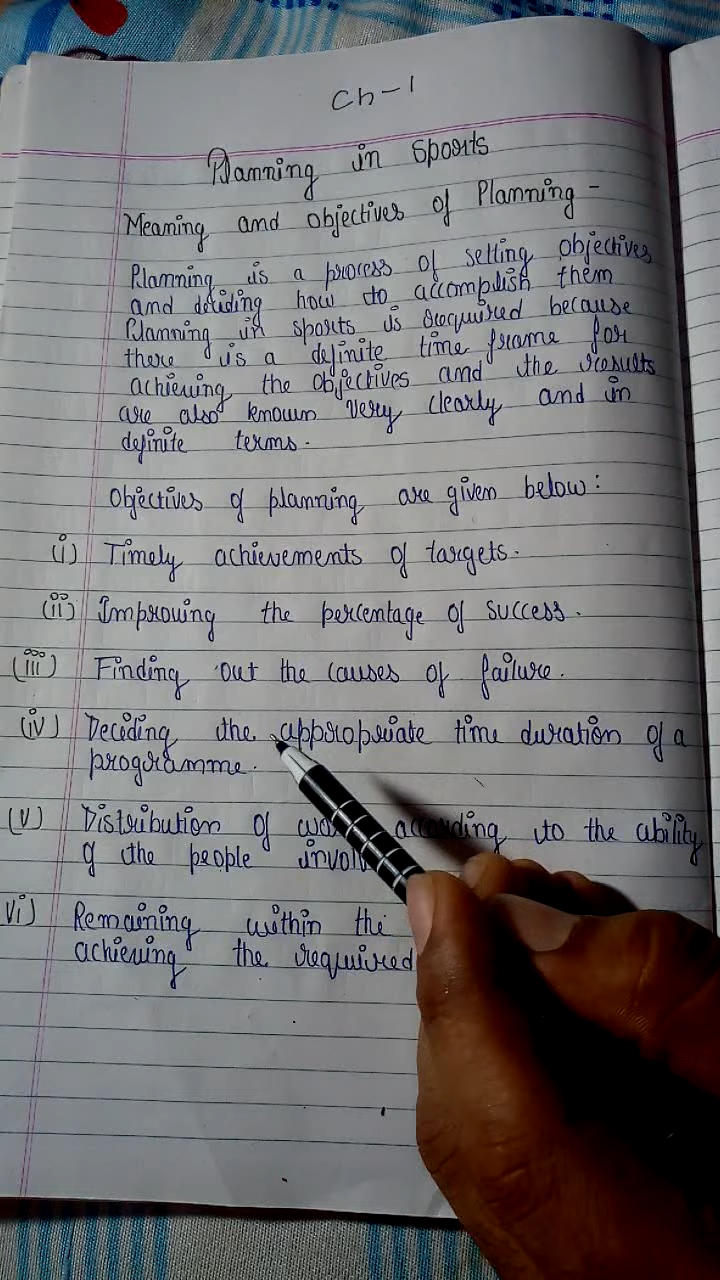 Ch-1
Planning in Sports
Meaning and objectives of Planning -
Planning is a process of setting objectives
and deciding how to accomplish them
Planning in sports is required because
there is a definite time frame for
achieving the objectives and the results
are also known very clearly and in
definite terms.
Objectives of planning are given below:
(i) Timely achievements of targets.
(ii) Improving the percentage of success.
(iii) Finding out the causes of failure.
(iv) Deciding the appropriate time duration of a
programme.
(v) Distribution of according to the ability
of the people
vi) Remaining within the
achieving the required